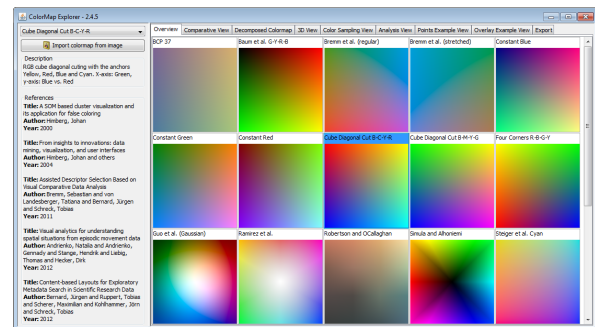 ColorMap Explorer - 2.4.5
Cube Diagonal Cut B-C-Y-R
Import colormap from image
Description
RGB cube diagonal cuting with the anchors
Yellow, Red, Blue and Cyan. X-axis: Green,
y-axis: Blue vs. Red
References
Title: A SOM based cluster visualization and
its application for false coloring
Author: Himberg, Johan
Year: 2000
Title: From insights to innovations: data
mining, visualization, and user interfaces
Author: Himberg, Johan and others
Year: 2004
Title: Assisted Descriptor Selection Based on
Visual Comparative Data Analysis
Author: Bremm, Sebastian and von
Landesberger, Tatiana and Bernard, Jürgen
and Schreck, Tobias
Year: 2011
Title: Visual analytics for understanding
spatial situations from episodic movement data
Author: Andrienko, Natalia and Andrienko,
Gennady and Stange, Hendrik and Liebig,
Thomas and Hecker, Dirk
Year: 2012
Title: Content-based Layouts for Exploratory
Metadata Search in Scientific Research Data
Author: Bernard, Jürgen and Ruppert, Tobias
and Scherer, Maximilian and Kohlhammer, Jörn
and Schreck, Tobias
Year: 2012
Overview Comparative View Decomposed Colormap 3D View Color Sampling View Analysis View Points Example View Overlay Example View Export
BCP 37 Baum et al. G-Y-R-B Bremm et al. (regular) Bremm et al. (stretched) Constant Blue
Constant Green Constant Red Cube Diagonal Cut B-C-Y-R Cube Diagonal Cut B-M-Y-G Four Corners R-B-G-Y
Guo et al. (Gaussian) Ramirez et al. Robertson and OCallaghan Simula and Alhoniemi Steiger et al. Cyan